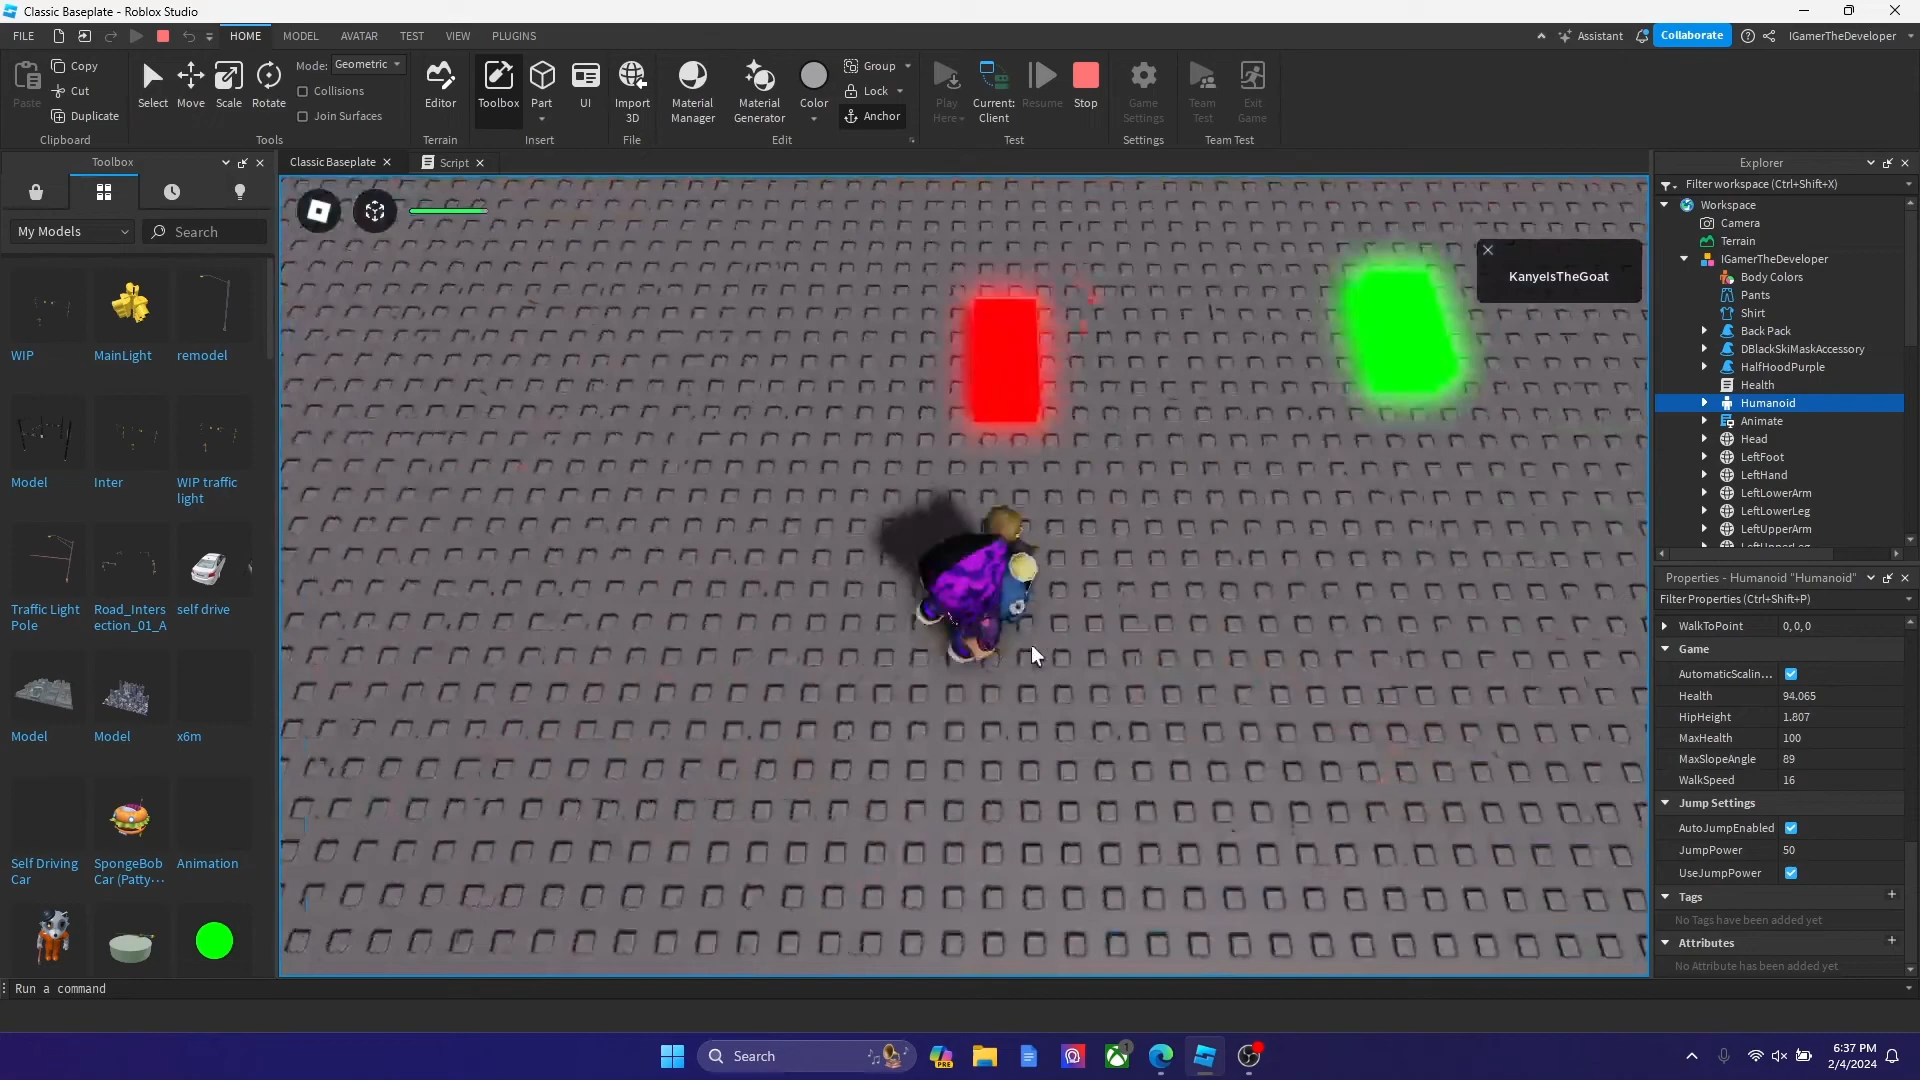 Classic Baseplate - Roblox Studio
FILE
HOME
MODEL
AVATAR
TEST
VIEW
PLUGINS
Assistant
Collaborate
IGamerTheDeveloper
Paste
Copy
Cut
Duplicate
Clipboard
Select
Move
Scale
Rotate
Mode: Geometric
Collisions
Join Surfaces
Tools
Editor
Terrain
Toolbox
Part
UI
Insert
Import
3D
File
Material
Manager
Material
Generator
Color
Group
Lock
Anchor
Edit
Play
Here
Current:
Client
Resume
Stop
Test
Game
Settings
Settings
Team
Test
Exit
Game
Team Test
Toolbox
My Models
Search
WIP
MainLight
remodel
Model
Inter
WIP traffic
light
Traffic Light
Pole
Road_Inters
ection_01_A
self drive
Model
Model
x6m
Self Driving
Car
SpongeBob
Car (Patty-···
Animation
Classic Baseplate
Script
KanyeIsTheGoat
Explorer
Filter workspace (Ctrl+Shift+X)
Workspace
Camera
Terrain
IGamerTheDeveloper
Body Colors
Pants
Shirt
Back Pack
DBlackSkiMaskAccessory
HalfHoodPurple
Health
Humanoid
Animate
Head
LeftFoot
LeftHand
LeftLowerArm
LeftLowerLeg
LeftUpperArm
LeftUpperLeg
Properties - Humanoid "Humanoid"
Filter Properties (Ctrl+Shift+P)
WalkToPoint 0, 0, 0
Game
AutomaticScalin...
Health 94.065
HipHeight 1.807
MaxHealth 100
MaxSlopeAngle 89
WalkSpeed 16
Jump Settings
AutoJumpEnabled
JumpPower 50
UseJumpPower
Tags
No Tags have been added yet
Attributes
No Attribute has been added yet
Run a command
Search
PRE
1
6:37 PM
2/4/2024